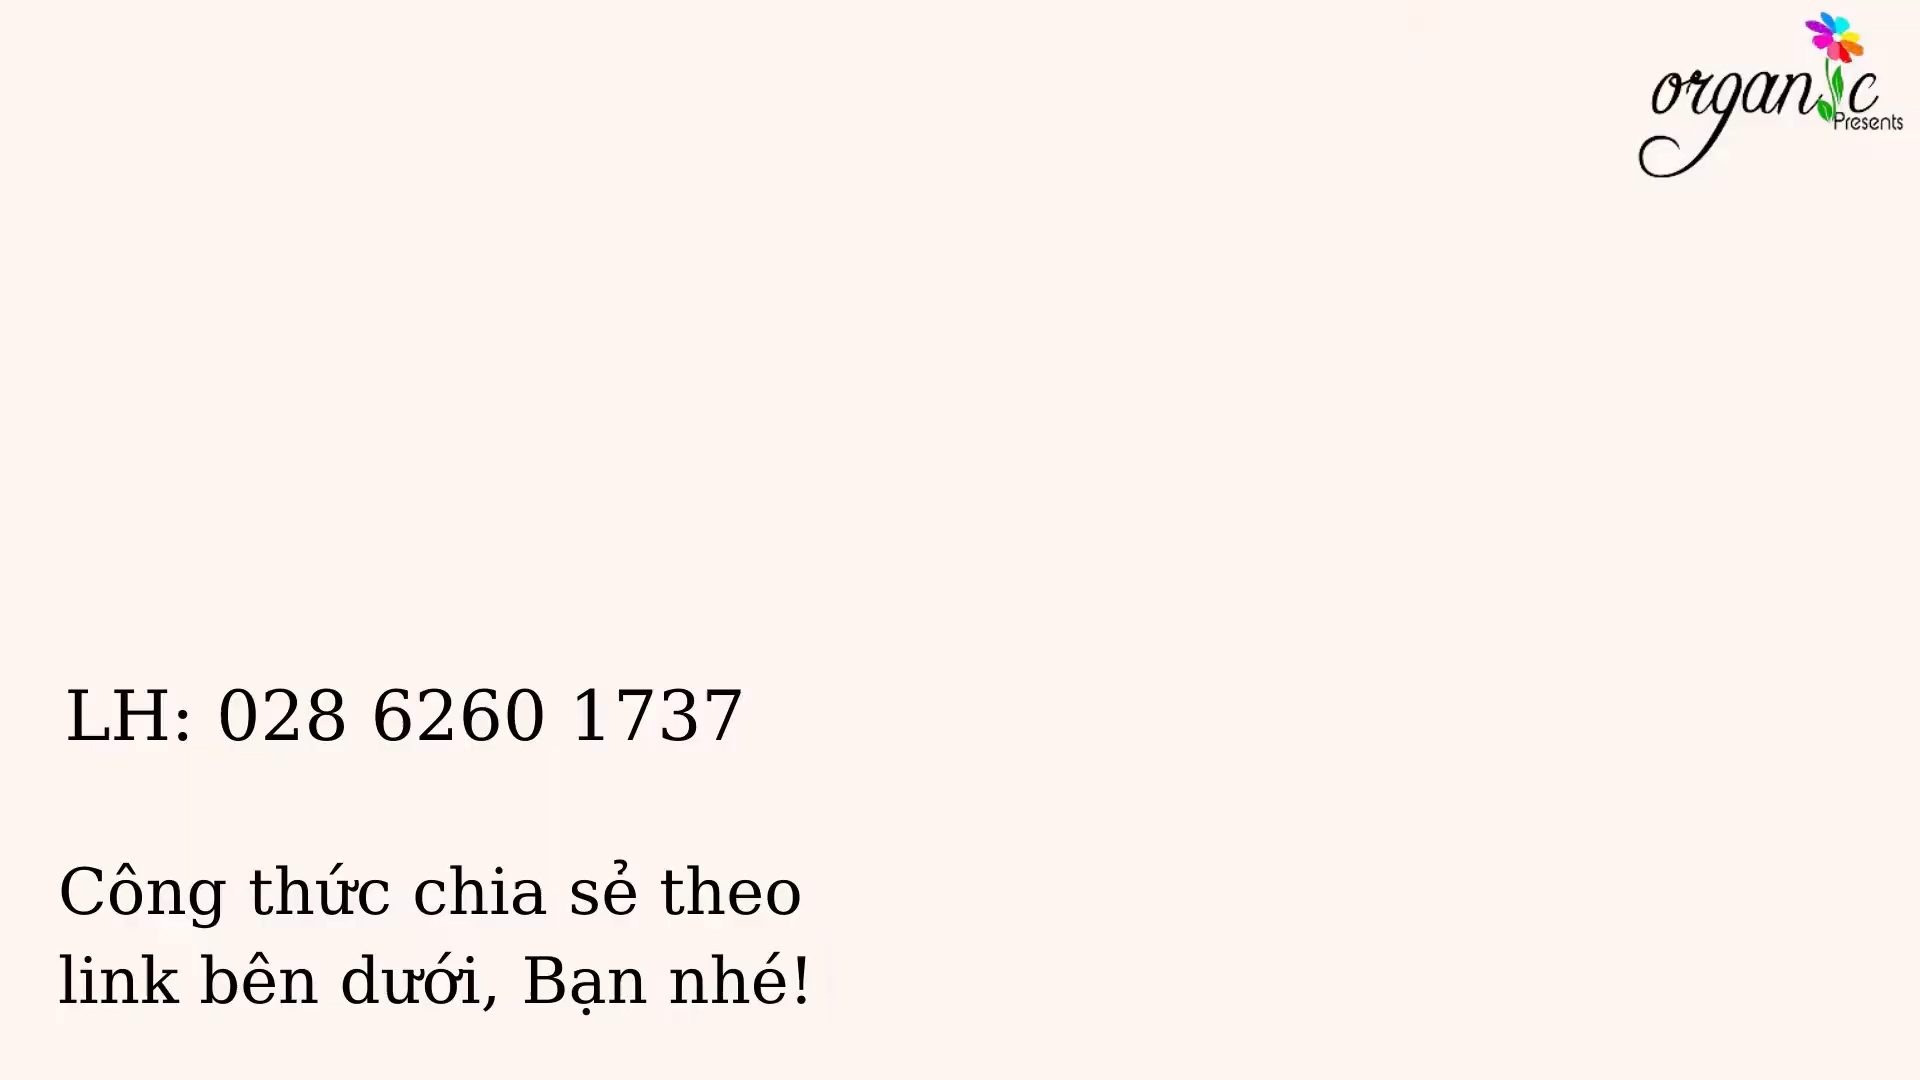 organic
Presents
LH: 028 6260 1737
Công thức chia sẻ theo
link bên dưới, Bạn nhé!